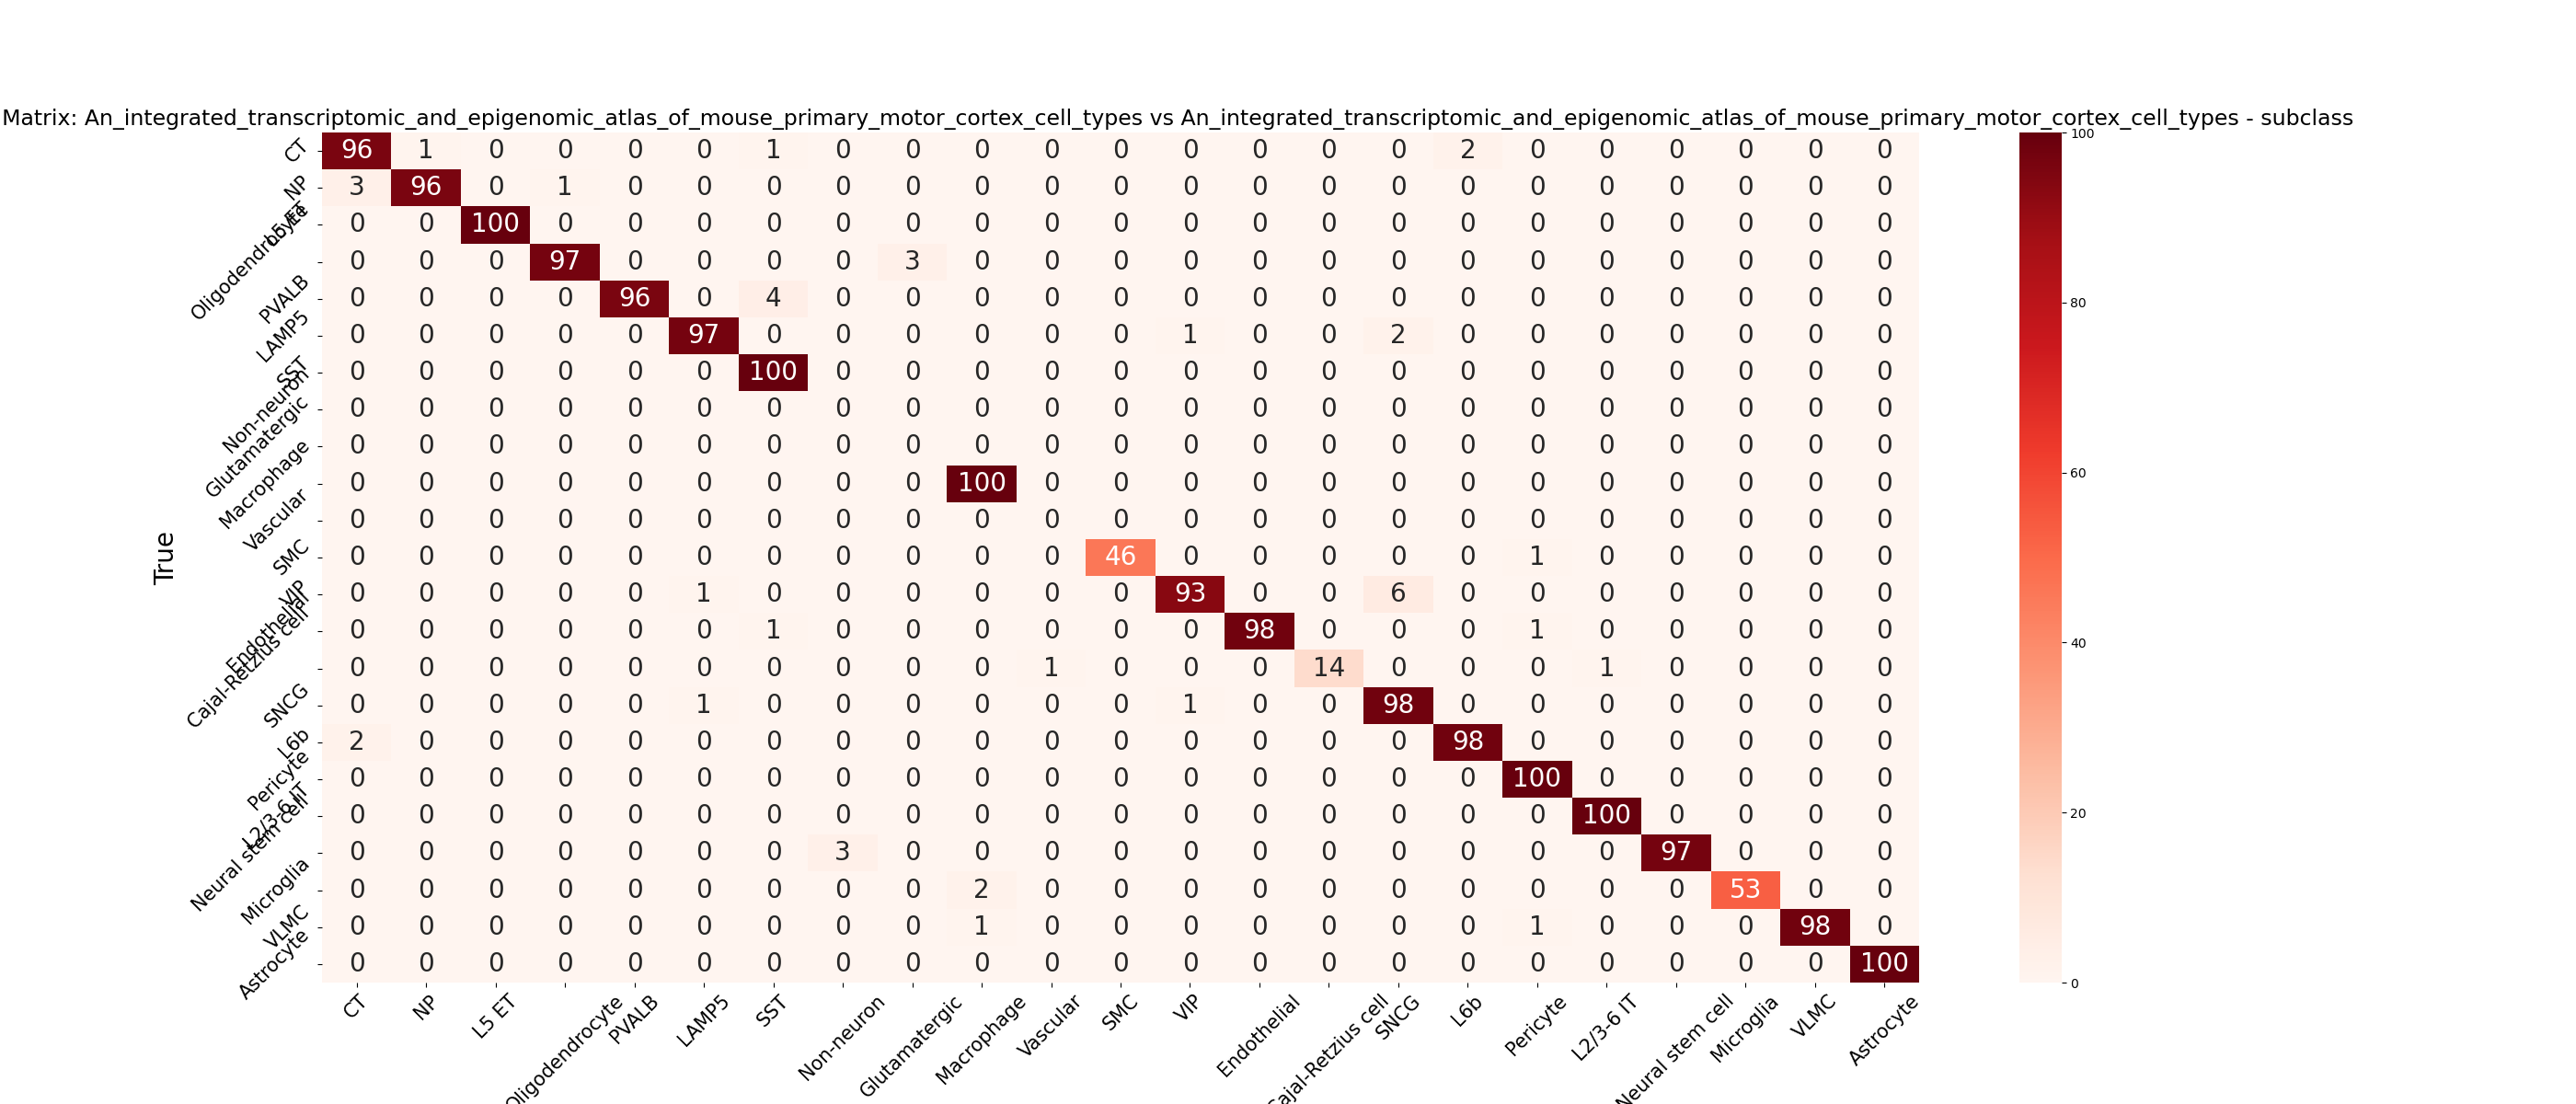 Matrix: An_integrated_transcriptomic_and_epigenomic_atlas_of_mouse_primary_motor_cortex_cell_types vs An_integrated_transcriptomic_and_epigenomic_atlas_of_mouse_primary_motor_cortex_cell_types - subclass
True
CT 96 1 0 0 0 0 1 0 0 0 0 0 0 0 0 0 2 0 0 0 0 0 0
NP 3 96 0 1 0 0 0 0 0 0 0 0 0 0 0 0 0 0 0 0 0 0 0
L5 ET 0 0 100 0 0 0 0 0 0 0 0 0 0 0 0 0 0 0 0 0 0 0 0
Oligodendrocyte 0 0 0 97 0 0 0 0 3 0 0 0 0 0 0 0 0 0 0 0 0 0 0
PVALB 0 0 0 0 96 0 4 0 0 0 0 0 0 0 0 0 0 0 0 0 0 0 0
LAMP5 0 0 0 0 0 97 0 0 0 0 0 0 1 0 0 2 0 0 0 0 0 0 0
SST 0 0 0 0 0 0 100 0 0 0 0 0 0 0 0 0 0 0 0 0 0 0 0
Non-neuron 0 0 0 0 0 0 0 0 0 0 0 0 0 0 0 0 0 0 0 0 0 0 0
Glutamatergic 0 0 0 0 0 0 0 0 0 0 0 0 0 0 0 0 0 0 0 0 0 0 0
Macrophage 0 0 0 0 0 0 0 0 0 100 0 0 0 0 0 0 0 0 0 0 0 0 0
Vascular 0 0 0 0 0 0 0 0 0 0 0 0 0 0 0 0 0 0 0 0 0 0 0
SMC 0 0 0 0 0 0 0 0 0 0 0 46 0 0 0 0 0 1 0 0 0 0 0
VIP 0 0 0 0 0 1 0 0 0 0 0 0 93 0 0 6 0 0 0 0 0 0 0
Endothelial 0 0 0 0 0 0 1 0 0 0 0 0 0 98 0 0 0 1 0 0 0 0 0
Cajal-Retzius cell 0 0 0 0 0 0 0 0 0 0 1 0 0 0 14 0 0 0 1 0 0 0 0
SNCG 0 0 0 0 0 1 0 0 0 0 0 0 1 0 0 98 0 0 0 0 0 0 0
L6b 2 0 0 0 0 0 0 0 0 0 0 0 0 0 0 0 98 0 0 0 0 0 0
Pericyte 0 0 0 0 0 0 0 0 0 0 0 0 0 0 0 0 0 100 0 0 0 0 0
L2/3-6 IT 0 0 0 0 0 0 0 0 0 0 0 0 0 0 0 0 0 0 100 0 0 0 0
Neural stem cell 0 0 0 0 0 0 0 3 0 0 0 0 0 0 0 0 0 0 0 97 0 0 0
Microglia 0 0 0 0 0 0 0 0 0 2 0 0 0 0 0 0 0 0 0 0 53 0 0
VLMC 0 0 0 0 0 0 0 0 0 1 0 0 0 0 0 0 0 1 0 0 0 98 0
Astrocyte 0 0 0 0 0 0 0 0 0 0 0 0 0 0 0 0 0 0 0 0 0 0 100
CT NP L5 ET Oligodendrocyte PVALB LAMP5 SST Non-neuron Glutamatergic Macrophage Vascular SMC VIP Endothelial Cajal-Retzius cell SNCG L6b Pericyte L2/3-6 IT Neural stem cell Microglia VLMC Astrocyte
100
80
60
40
20
0